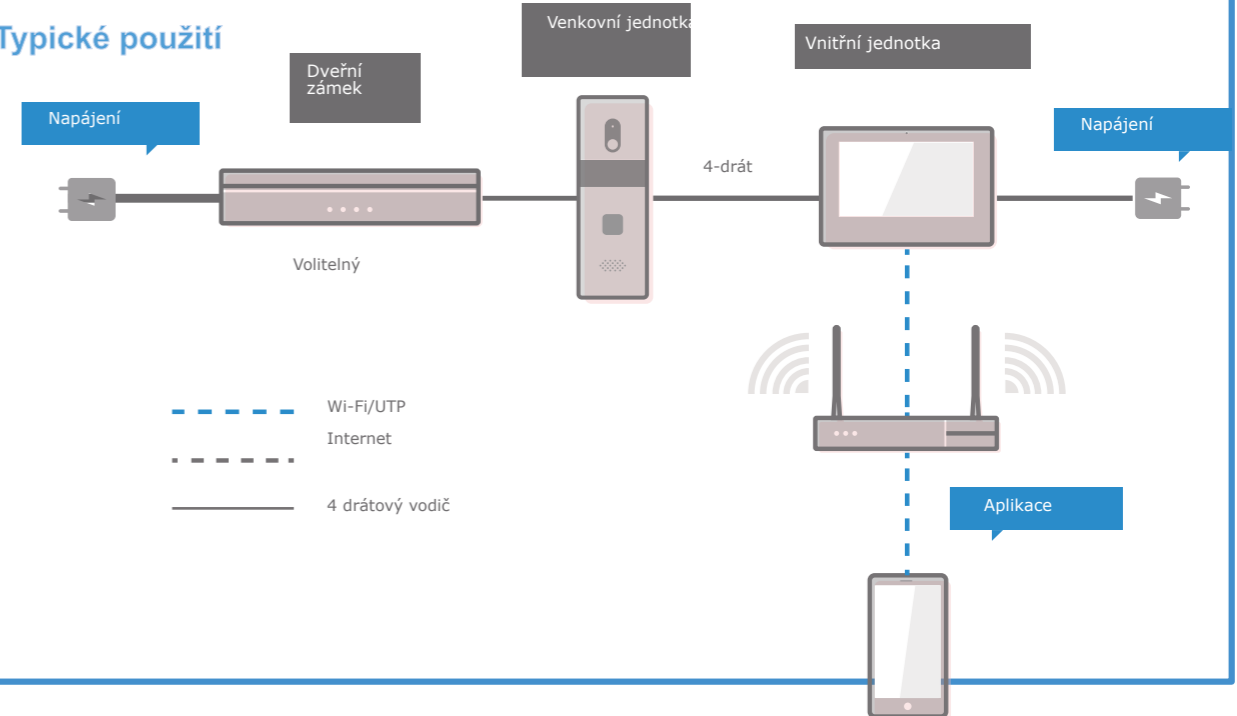 Typické použití
Venkovní jednotka
Vnitřní jednotka
Dveřní
zámek
Napájení
Napájení
4-drát
Volitelný
Wi-Fi/UTP
Internet
4 drátový vodič
Aplikace